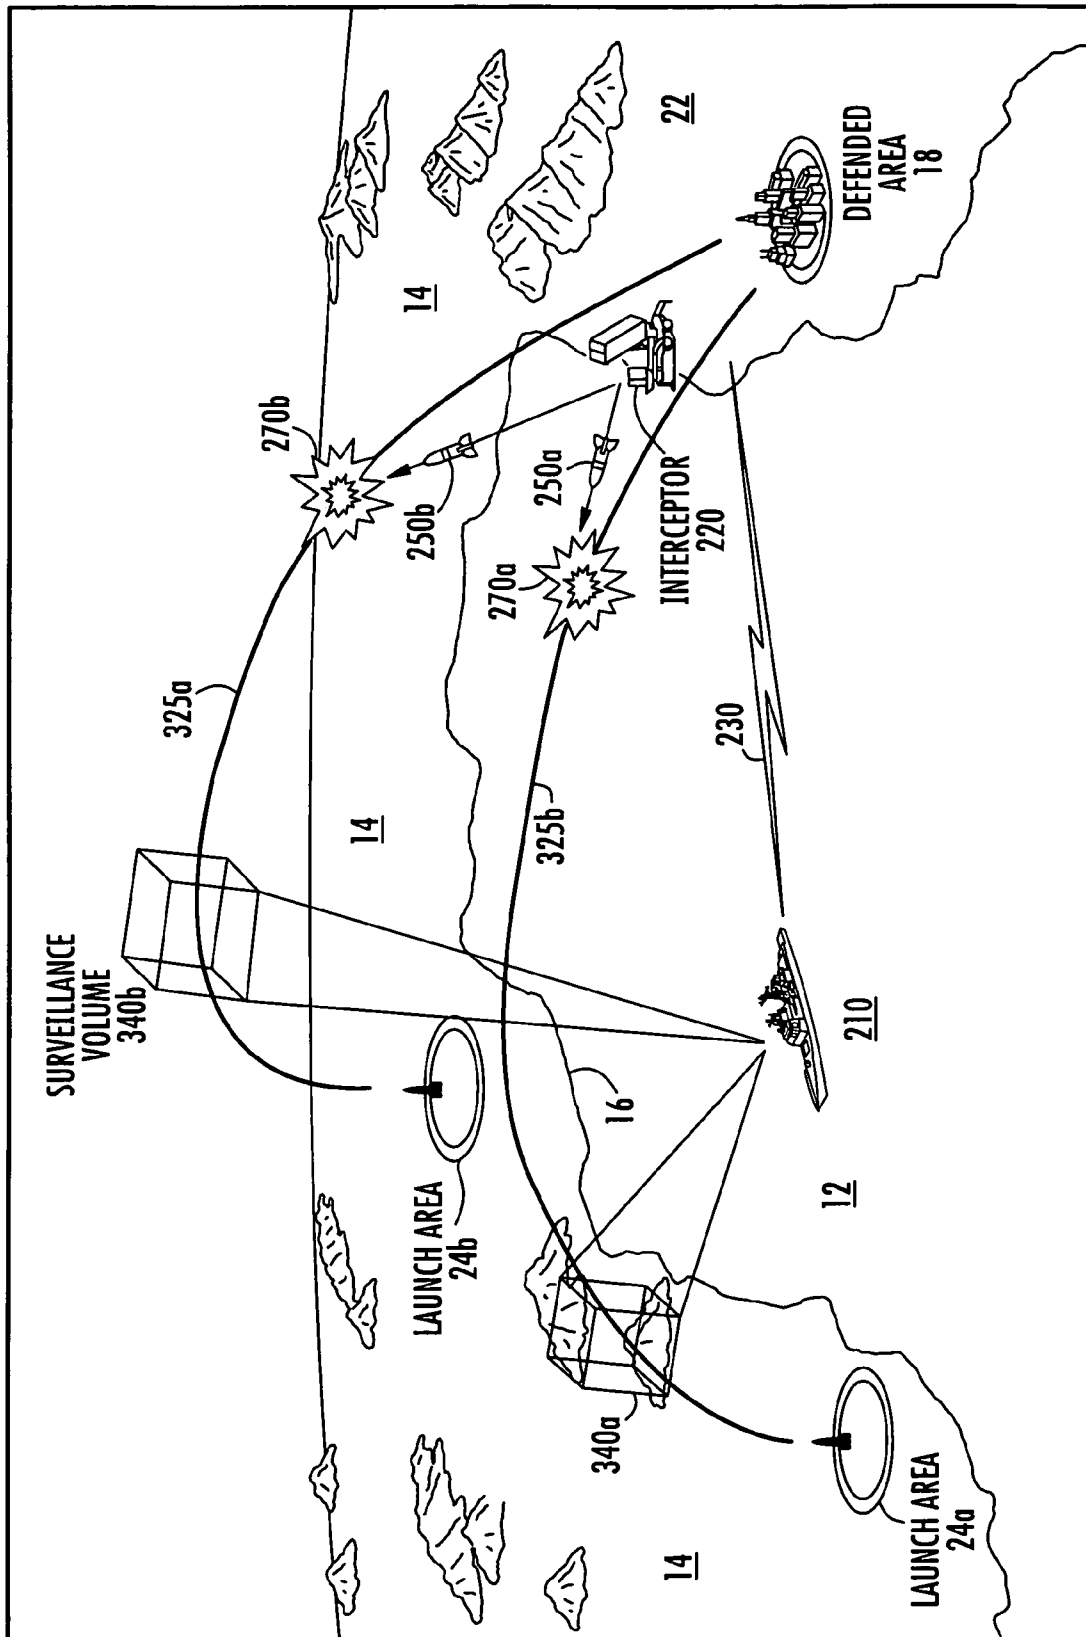 SURVEILLANCE
VOLUME
340b
325a
270b
14
14
250b
LAUNCH AREA
24b
270a
325b
250a
340a
16
14
INTERCEPTOR
220
22
230
12
210
DEFENDED
AREA
18
LAUNCH AREA
24a